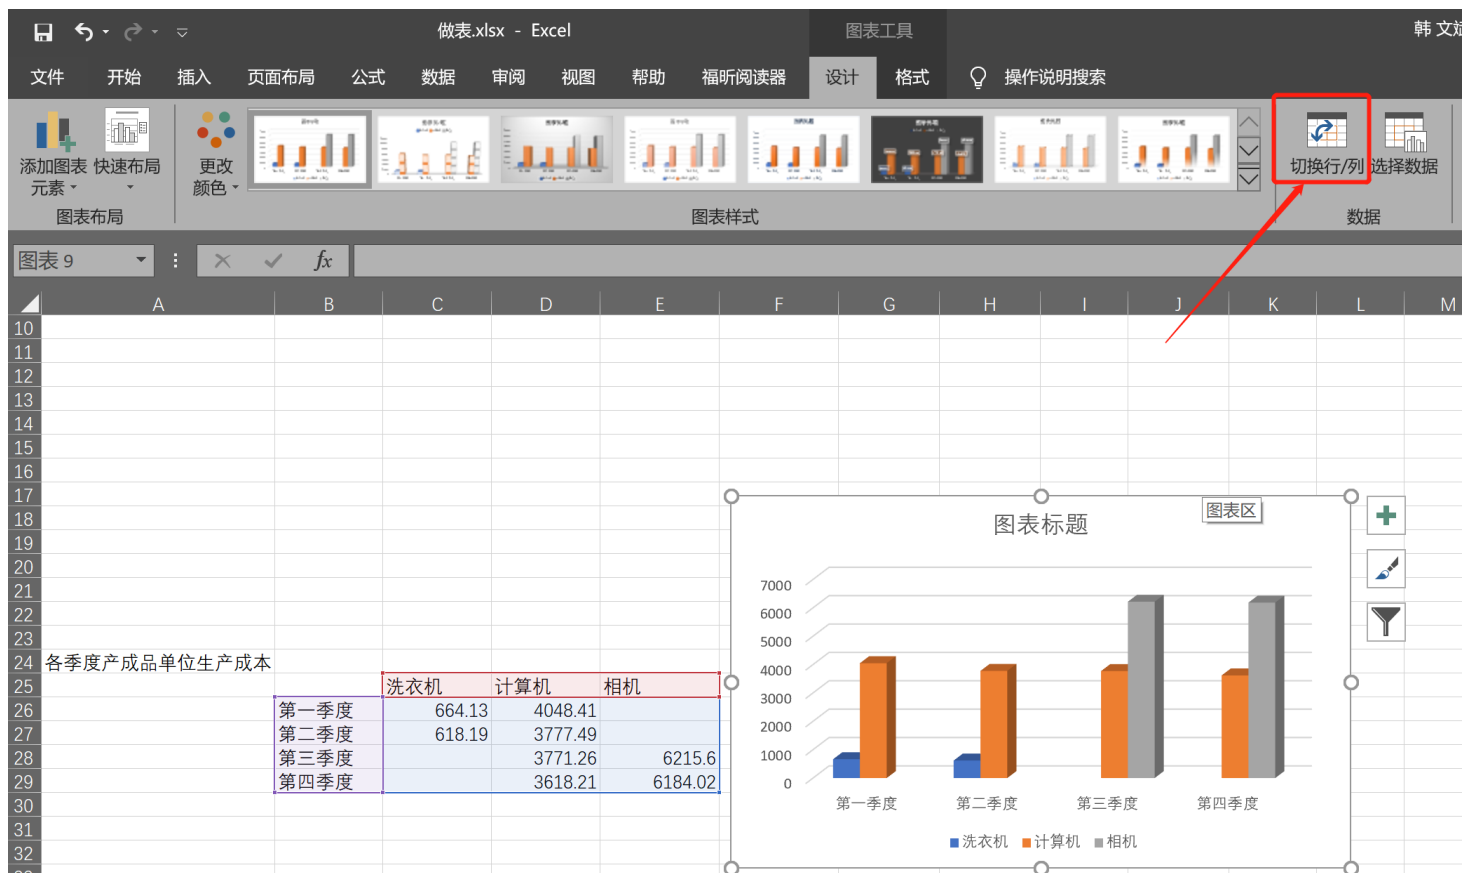 做表.xlsx - Excel
图表工具
韩 文
文件 开始 插入 页面布局 公式 数据 审阅 视图 帮助 福昕阅读器 设计 格式 操作说明搜索
添加图表元素
快速布局
更改颜色
切换行/列
选择数据
图表布局
图表样式
数据
图表 9
fx
A B C D E F G H I J K L M
10
11
12
13
14
15
16
17
图表区
18
图表标题
19
20
21
22
23
24 各季度产成品单位生产成本
25 洗衣机 计算机 相机
26 第一季度 664.13 4048.41
27 第二季度 618.19 3777.49
28 第三季度 3771.26 6215.6
29 第四季度 3618.21 6184.02
30
31
32
7000
6000
5000
4000
3000
2000
1000
0
第一季度 第二季度 第三季度 第四季度
洗衣机 计算机 相机